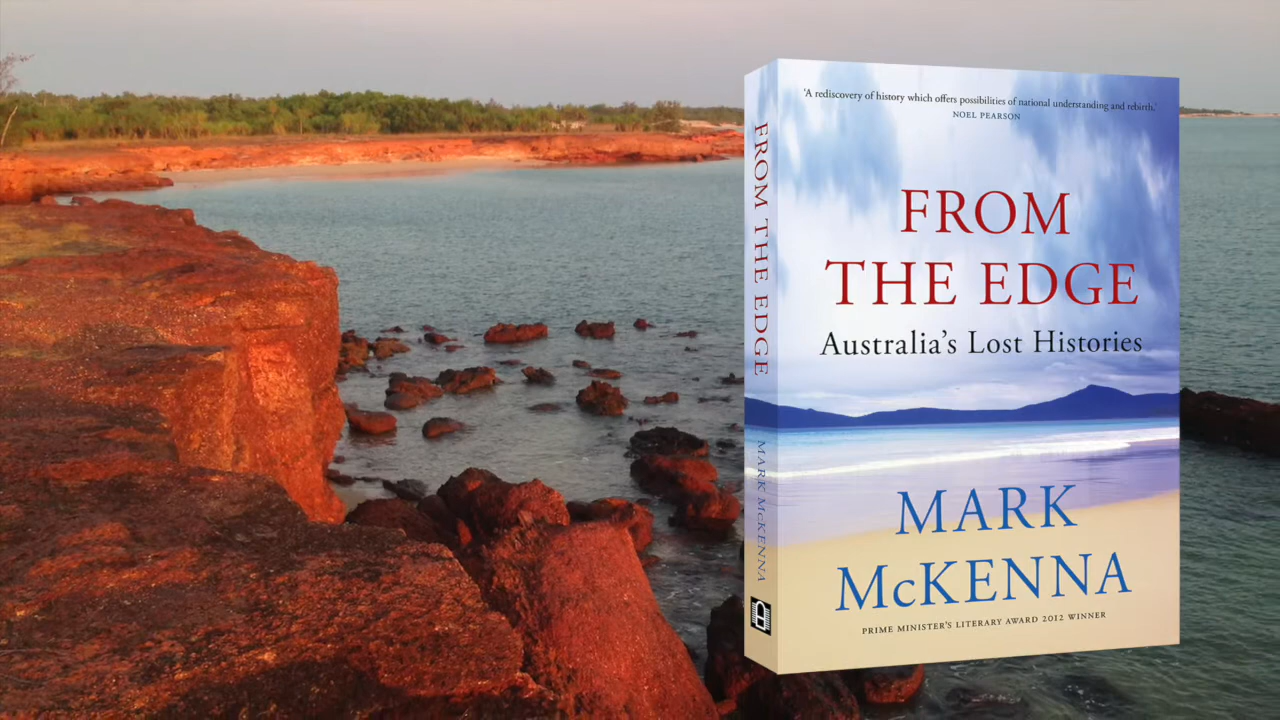 'A rediscovery of history which offers possibilities of national understanding and rebirth.'
NOEL PEARSON
FROM
THE EDGE
Australia's Lost Histories
MARK
McKENNA
PRIME MINISTER'S LITERARY AWARD 2012 WINNER
FROM THE EDGE
MARK McKENNA